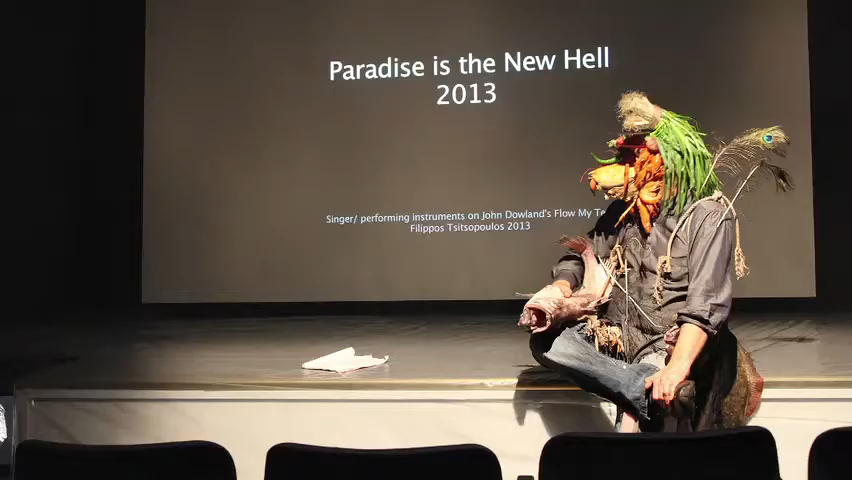 Paradise is the New Hell
2013
Singer/ performing instruments on John Dowland's Flow My
Filippos Tsitsopoulos 2013